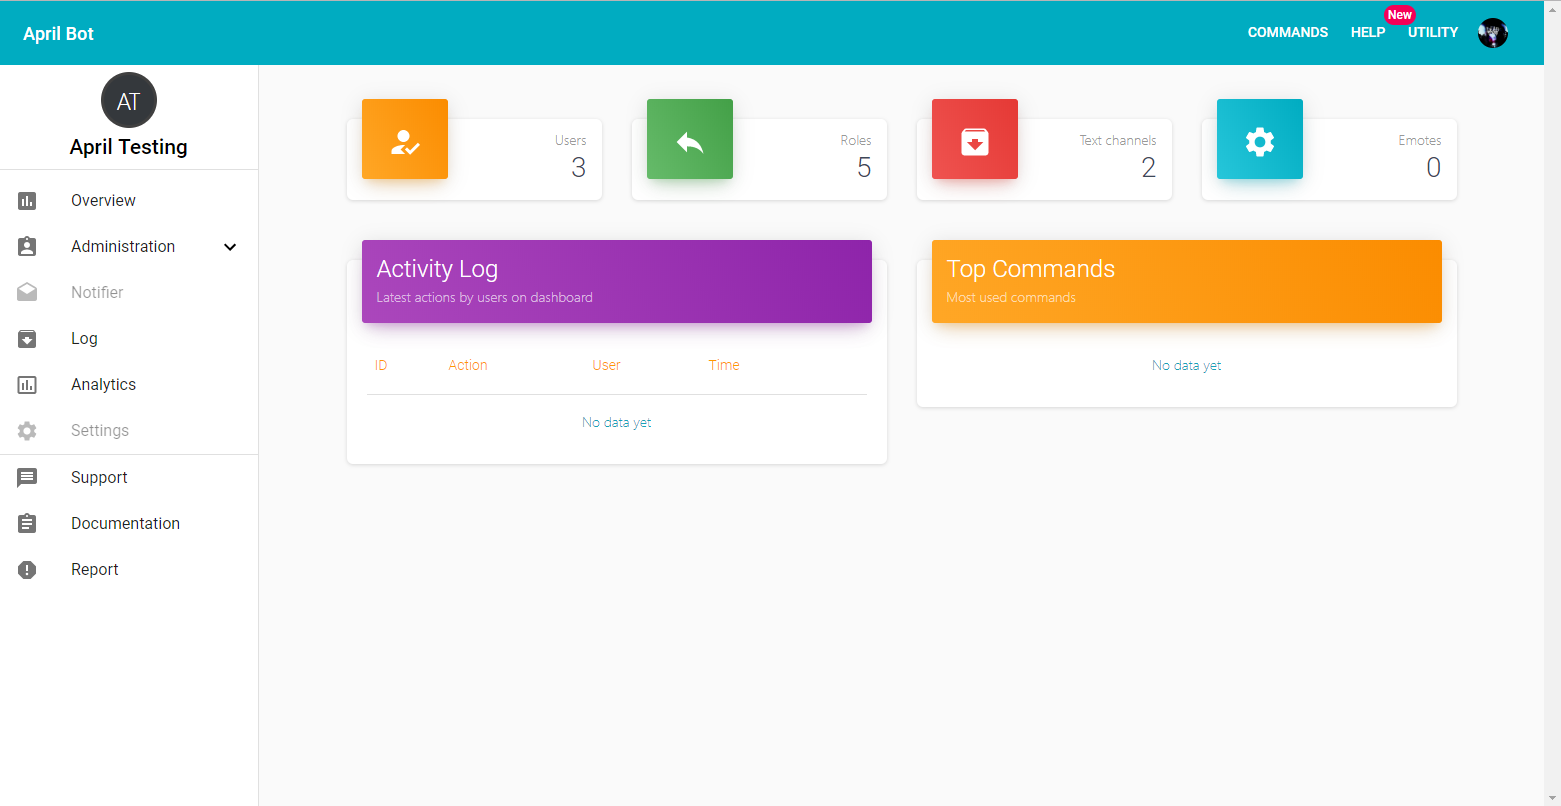 April Bot
COMMANDS
HELP
New
UTILITY
AT
April Testing
Overview
Administration
Notifier
Log
Analytics
Settings
Support
Documentation
Report
Users
3
Roles
5
Text channels
2
Emotes
0
Activity Log
Latest actions by users on dashboard
ID Action User Time
No data yet
Top Commands
Most used commands
No data yet